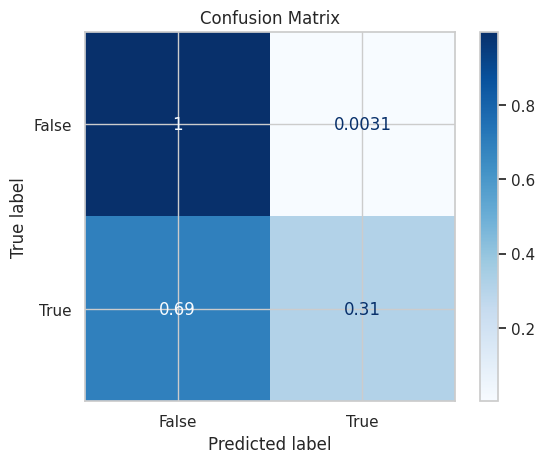 Confusion Matrix
True label
False
1
0.0031
True
0.69
0.31
False
True
Predicted label
0.8
0.6
0.4
0.2